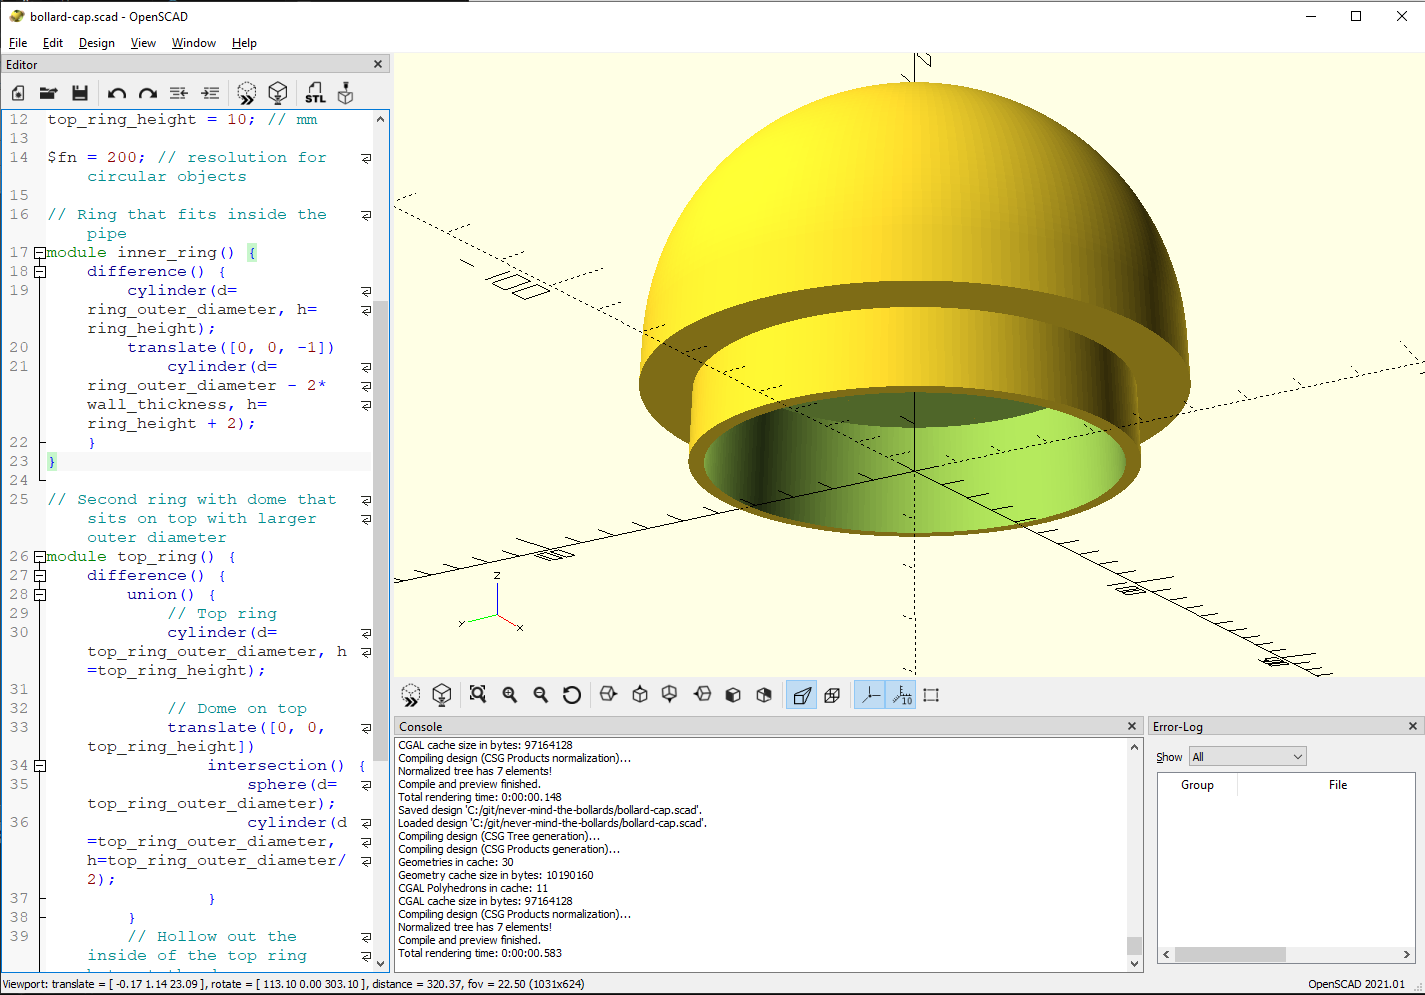 bollard-cap.scad - OpenSCAD
File Edit Design View Window Help
Editor
STL
12 top_ring_height = 10; // mm
13
14 $fn = 200; // resolution for
circular objects
15
16 // Ring that fits inside the
pipe
17 module inner_ring() {
18 difference() {
19 cylinder(d=
ring_outer_diameter, h=
ring_height);
20 translate([0, 0, -1])
21 cylinder(d=
ring_outer_diameter - 2*
wall_thickness, h=
ring_height + 2);
22 }
23 }
24
25 // Second ring with dome that
sits on top with larger
outer diameter
26 module top_ring() {
27 difference() {
28 union() {
29 // Top ring
30 cylinder(d=
top_ring_outer_diameter, h
=top_ring_height);
31
32 // Dome on top
33 translate([0, 0,
top_ring_height])
34 intersection() {
35 sphere(d=
top_ring_outer_diameter);
36 cylinder(d
=top_ring_outer_diameter,
h=top_ring_outer_diameter/
2);
37 }
38 }
39 // Hollow out the
inside of the top ring
Z
Y
X
10
Console
CGAL cache size in bytes: 97164128
Compiling design (CSG Products normalization)...
Normalized tree has 7 elements!
Compile and preview finished.
Total rendering time: 0:00:00.148
Saved design 'C:/git/never-mind-the-bollards/bollard-cap.scad'.
Loaded design 'C:/git/never-mind-the-bollards/bollard-cap.scad'.
Compiling design (CSG Tree generation)...
Compiling design (CSG Products generation)...
Geometries in cache: 30
Geometry cache size in bytes: 10190160
CGAL Polyhedrons in cache: 11
CGAL cache size in bytes: 97164128
Compiling design (CSG Products normalization)...
Normalized tree has 7 elements!
Compile and preview finished.
Total rendering time: 0:00:00.583
Error-Log
Show All
Group File
Viewport: translate = [ -0.17 1.14 23.09 ], rotate = [ 113.10 0.00 303.10 ], distance = 320.37, fov = 22.50 (1031x624)
OpenSCAD 2021.01